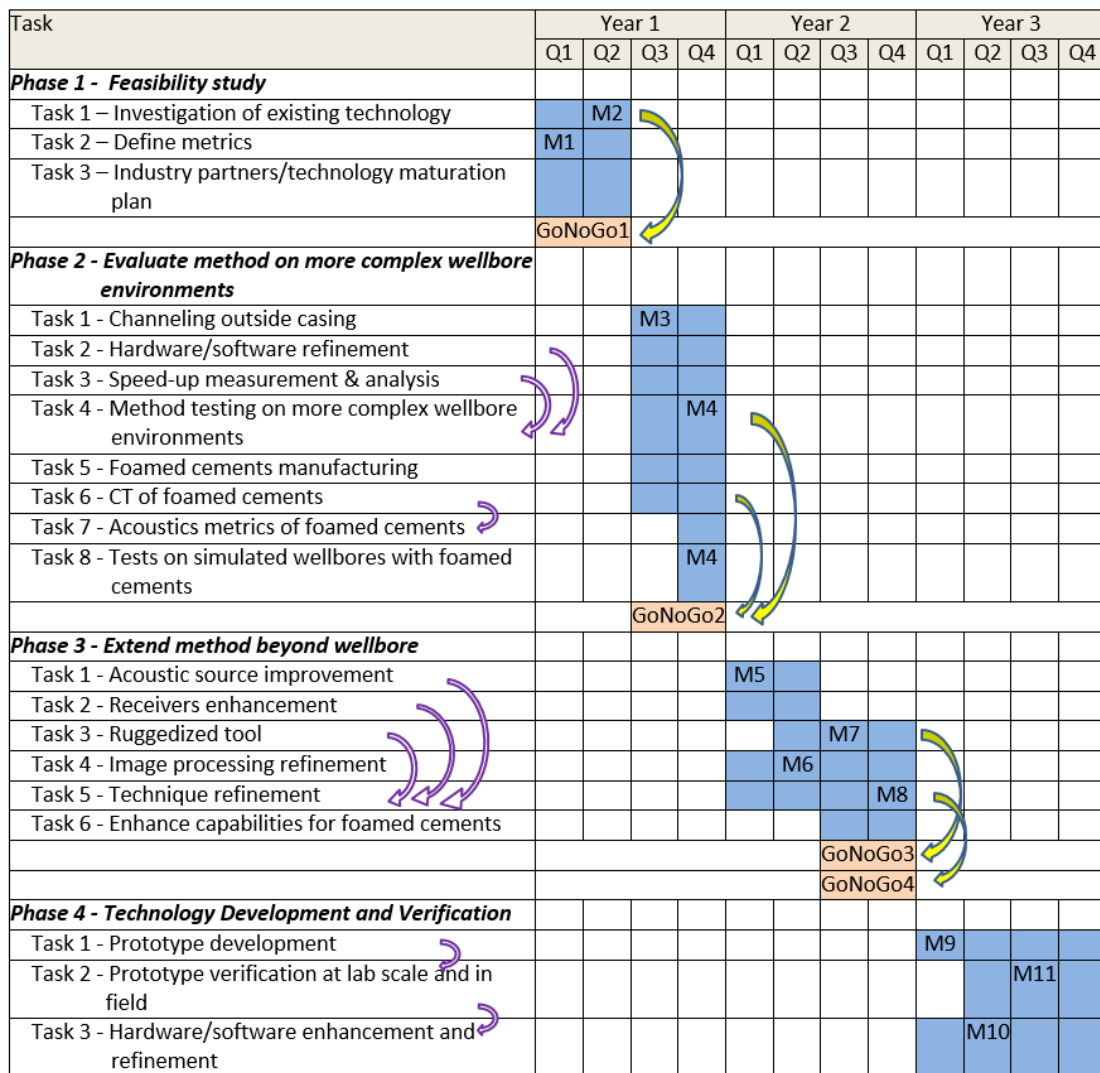 Task Year 1 Year 2 Year 3
Q1 Q2 Q3 Q4 Q1 Q2 Q3 Q4 Q1 Q2 Q3 Q4
Phase 1 - Feasibility study
Task 1 – Investigation of existing technology M2
Task 2 – Define metrics M1
Task 3 – Industry partners/technology maturation
plan
GoNoGo1
Phase 2 - Evaluate method on more complex wellbore
environments
Task 1 - Channeling outside casing M3
Task 2 - Hardware/software refinement
Task 3 - Speed-up measurement & analysis
Task 4 - Method testing on more complex wellbore M4
environments
Task 5 - Foamed cements manufacturing
Task 6 - CT of foamed cements
Task 7 - Acoustics metrics of foamed cements
Task 8 - Tests on simulated wellbores with foamed M4
cements
GoNoGo2
Phase 3 - Extend method beyond wellbore
Task 1 - Acoustic source improvement M5
Task 2 - Receivers enhancement
Task 3 - Ruggedized tool M7
Task 4 - Image processing refinement M6
Task 5 - Technique refinement M8
Task 6 - Enhance capabilities for foamed cements
GoNoGo3
GoNoGo4
Phase 4 - Technology Development and Verification
Task 1 - Prototype development M9
Task 2 - Prototype verification at lab scale and in M11
field
Task 3 - Hardware/software enhancement and M10
refinement